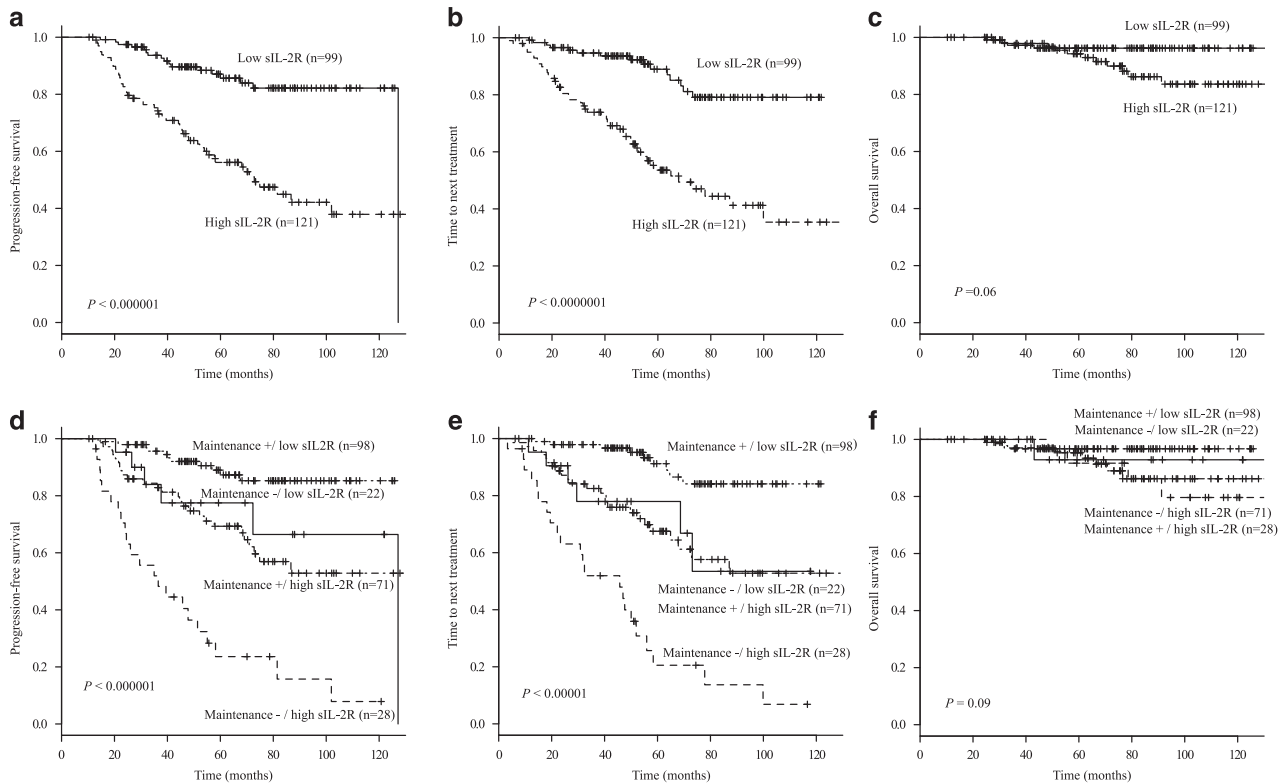 a
1.0
0.8
0.6
0.4
0.2
0.0
Progression-free survival
Low sIL-2R (n=99)
High sIL-2R (n=121)
P < 0.000001
0 20 40 60 80 100 120
Time (months)
b
1.0
0.8
0.6
0.4
0.2
0.0
Time to next treatment
Low sIL-2R (n=99)
High sIL-2R (n=121)
P < 0.0000001
0 20 40 60 80 100 120
Time (months)
c
1.0
0.8
0.6
0.4
0.2
0.0
Overall survival
Low sIL-2R (n=99)
High sIL-2R (n=121)
P =0.06
0 20 40 60 80 100 120
Time (months)
d
1.0
0.8
0.6
0.4
0.2
0.0
Progression-free survival
Maintenance +/ low sIL2R (n=98)
Maintenance -/ low sIL-2R (n=22)
Maintenance +/ high sIL-2R (n=71)
Maintenance - / high sIL-2R (n=28)
P < 0.000001
0 20 40 60 80 100 120
Time (months)
e
1.0
0.8
0.6
0.4
0.2
0.0
Time to next treatment
Maintenance + / low sIL-2R (n=98)
Maintenance - / low sIL-2R (n=22)
Maintenance + / high sIL-2R (n=71)
Maintenance -/ high sIL-2R (n=28)
P < 0.00001
0 20 40 60 80 100 120
Time (months)
f
1.0
0.8
0.6
0.4
0.2
0.0
Overall survival
Maintenance +/ low sIL-2R (n=98)
Maintenance -/ low sIL-2R (n=22)
Maintenance -/ high sIL-2R (n=71)
Maintenance + / high sIL-2R (n=28)
P = 0.09
0 20 40 60 80 100 120
Time (months)